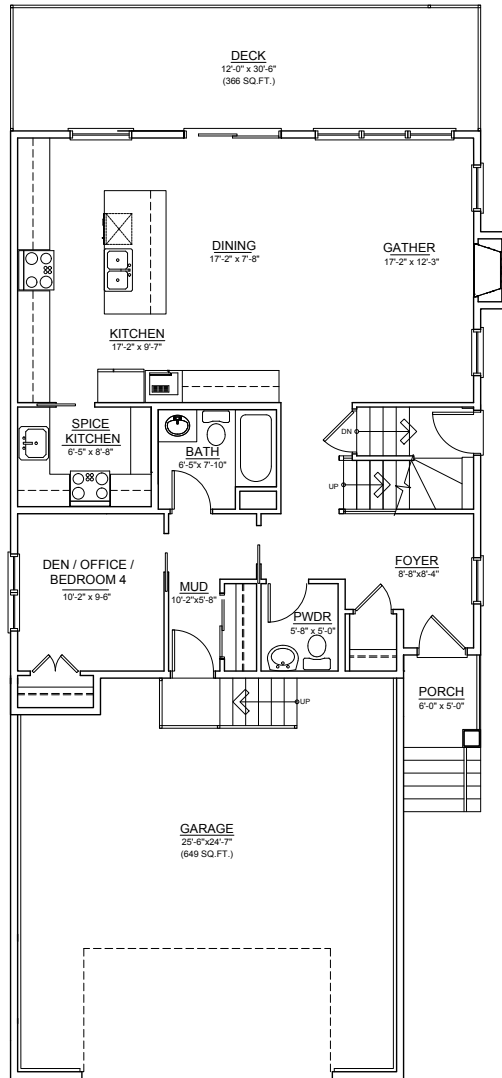 DECK
12'-0" x 30'-6"
(366 SQ.FT.)
DINING
17'-2" x 7'-8"
GATHER
17'-2" x 12'-3"
KITCHEN
17'-2" x 9'-7"
SPICE
KITCHEN
6'-5" x 8'-8"
BATH
6'-5"x 7'-10"
DN
UP
DEN / OFFICE /
BEDROOM 4
10'-2" x 9'-6"
MUD
10'-2"x5'-8"
FOYER
8'-8"x8'-4"
PWDR
5'-8" x 5'-0"
PORCH
6'-0" x 5'-0"
UP
GARAGE
25'-6"x24'-7"
(649 SQ.FT.)